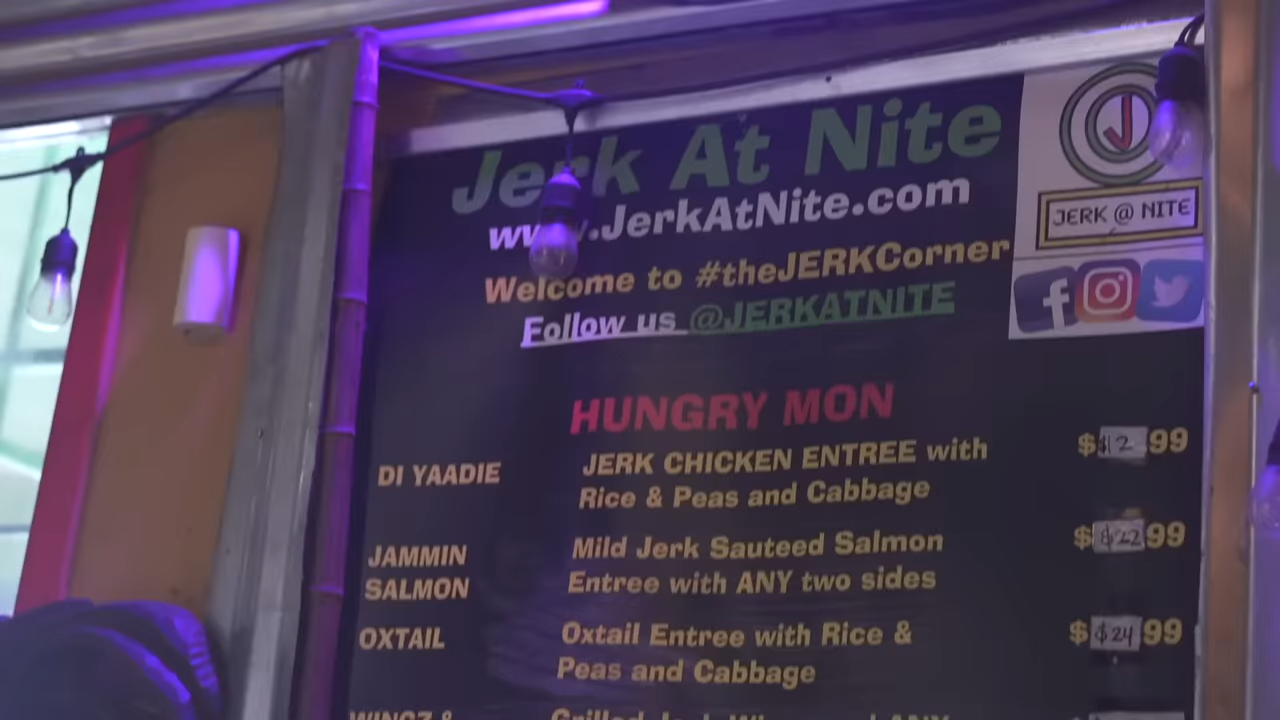 Jerk At Nite
www.JerkAtNite.com
Welcome to #theJERKCorner
Follow us @JERKATNITE
J
JERK @ NITE
f
HUNGRY MON
DI YAADIE JERK CHICKEN ENTREE with $$12.99
Rice & Peas and Cabbage
JAMMIN SALMON Mild Jerk Sauteed Salmon $$22.99
Entree with ANY two sides
OXTAIL Oxtail Entree with Rice & $$24.99
Peas and Cabbage
WINGZ &